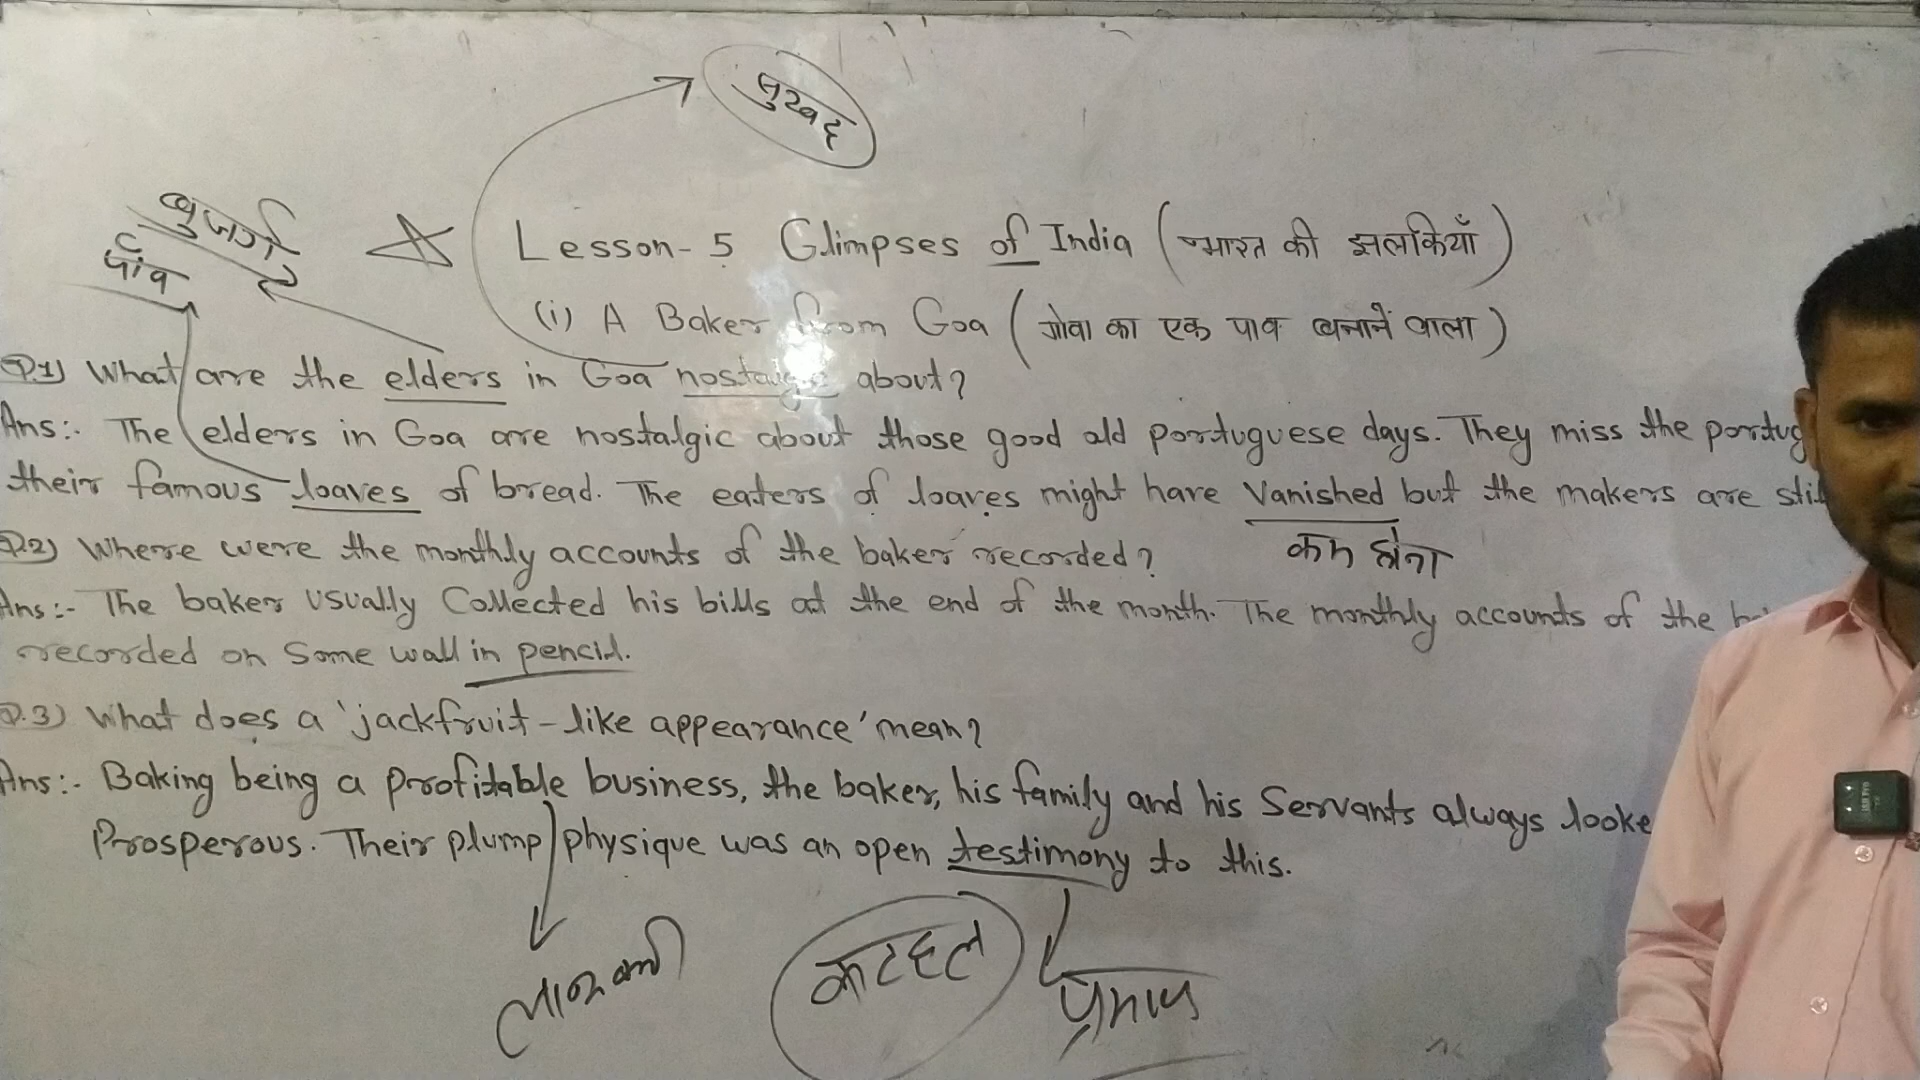 सुखद
बुजुर्गो
पांव
Lesson-5 Glimpses of India (भारत की झलकियाँ)
(i) A Baker from Goa (गोवा का एक पाव बनाने वाला)
Q.1) What are the elders in Goa nostalgic about?
Ans:. The elders in Goa are nostalgic about those good old portuguese days. They miss the
their famous loaves of bread. The eaters of loaves might have Vanished but the makers are
कम होना
Q.2) Where were the monthly accounts of the baker recorded?
Ans:- The baker usually Collected his bills at the end of the month. The monthly accounts of the
recorded on Some wall in pencil.
Q.3) What does a 'jackfruit-like appearance' mean?
Ans:. Baking being a profitable business, the baker, his family and his Servants always looke
Prosperous. Their plump physique was an open testimony to this.
कटहल
प्रमाण